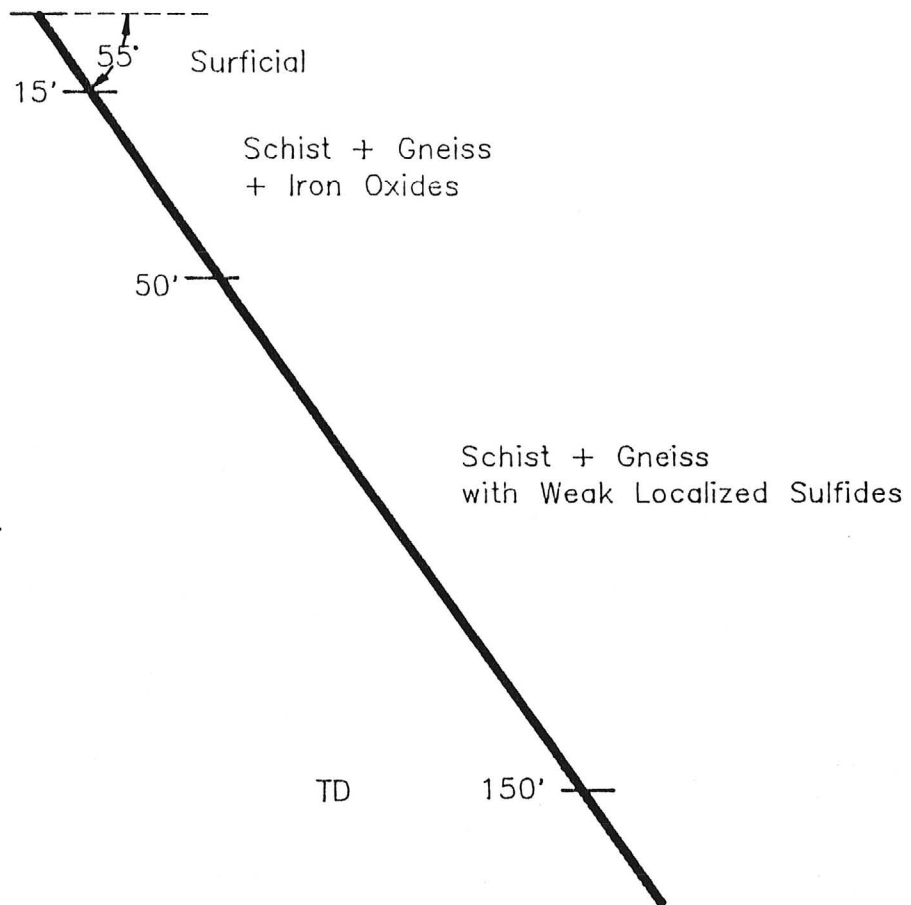 55°
Surficial
15'
Schist + Gneiss
+ Iron Oxides
50'
Schist + Gneiss
with Weak Localized Sulfides
TD 150'